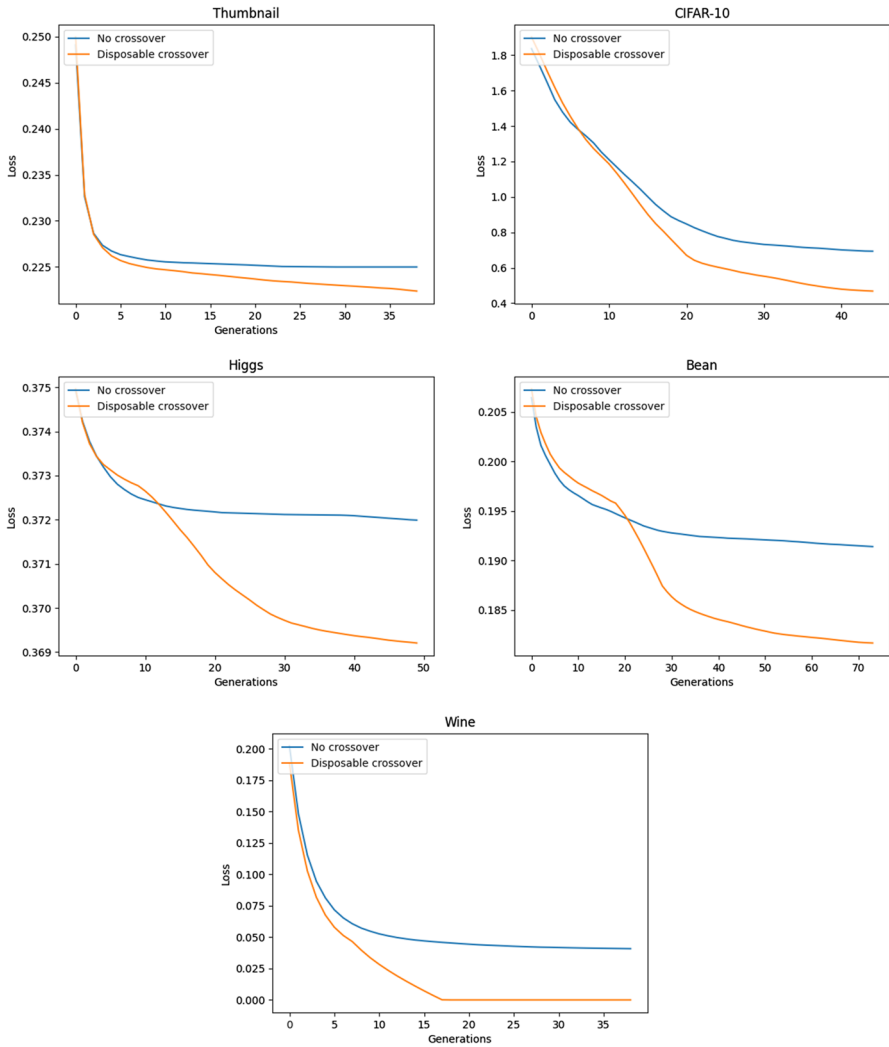 Thumbnail
No crossover
Disposable crossover
0.250
0.245
0.240
0.235
0.230
0.225
Loss
0 5 10 15 20 25 30 35
Generations
CIFAR-10
No crossover
Disposable crossover
1.8
1.6
1.4
1.2
1.0
0.8
0.6
0.4
Loss
0 20 40
Higgs
No crossover
Disposable crossover
0.375
0.374
0.373
0.372
0.371
0.370
0.369
Loss
0 10 20 30 40 50
Generations
Bean
No crossover
Disposable crossover
0.205
0.200
0.195
0.190
0.185
Loss
0 10 20 30 40 50 60 70
Generations
Wine
No crossover
Disposable crossover
0.200
0.175
0.150
0.125
0.100
0.075
0.050
0.025
0.000
Loss
0 5 10 15 20 25 30 35
Generations